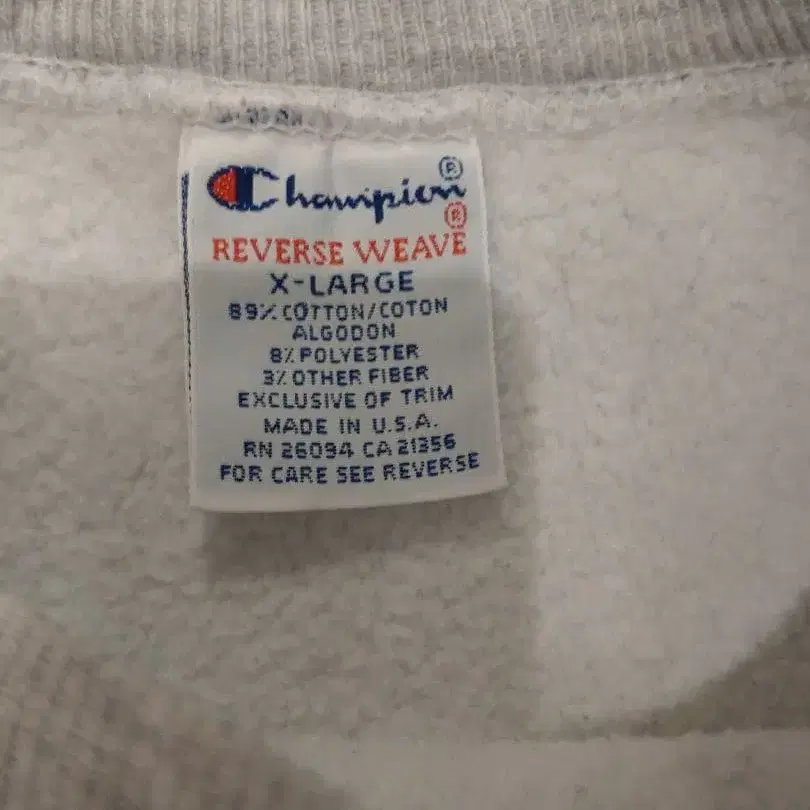 Champion®
REVERSE WEAVE®
X-LARGE
89% COTTON/COTON
ALGODON
8% POLYESTER
3% OTHER FIBER
EXCLUSIVE OF TRIM
MADE IN U.S.A.
RN 26094 CA 21356
FOR CARE SEE REVERSE